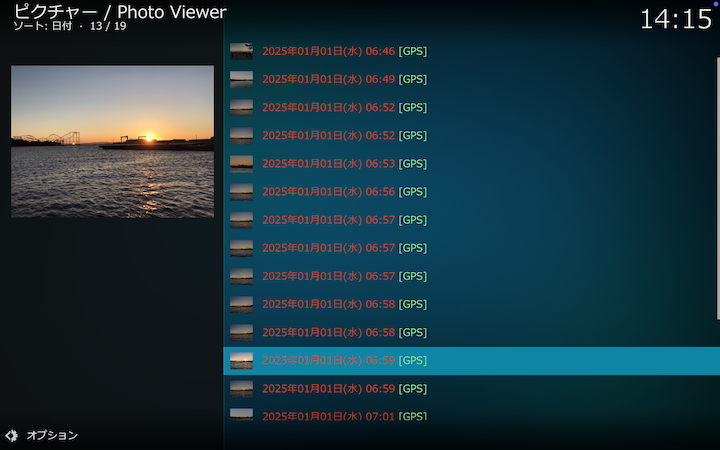 ピクチャー / Photo Viewer
ソート: 日付 · 13 / 19
14:15
2025年01月01日(水) 06:46 [GPS]
2025年01月01日(水) 06:49 [GPS]
2025年01月01日(水) 06:52 [GPS]
2025年01月01日(水) 06:52 [GPS]
2025年01月01日(水) 06:53 [GPS]
2025年01月01日(水) 06:56 [GPS]
2025年01月01日(水) 06:57 [GPS]
2025年01月01日(水) 06:57 [GPS]
2025年01月01日(水) 06:57 [GPS]
2025年01月01日(水) 06:58 [GPS]
2025年01月01日(水) 06:58 [GPS]
2025年01月01日(水) 06:59 [GPS]
2025年01月01日(水) 06:59 [GPS]
2025年01月01日(水) 07:01 [GPS]
オプション